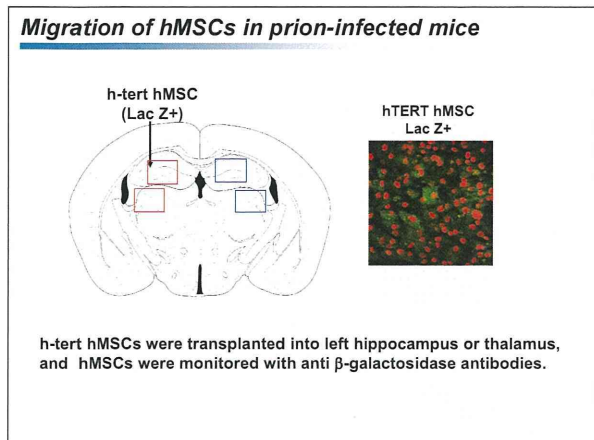 Migration of hMSCs in prion-infected mice
h-tert hMSC
(Lac Z+)
hTERT hMSC
Lac Z+
h-tert hMSCs were transplanted into left hippocampus or thalamus,
and hMSCs were monitored with anti β-galactosidase antibodies.